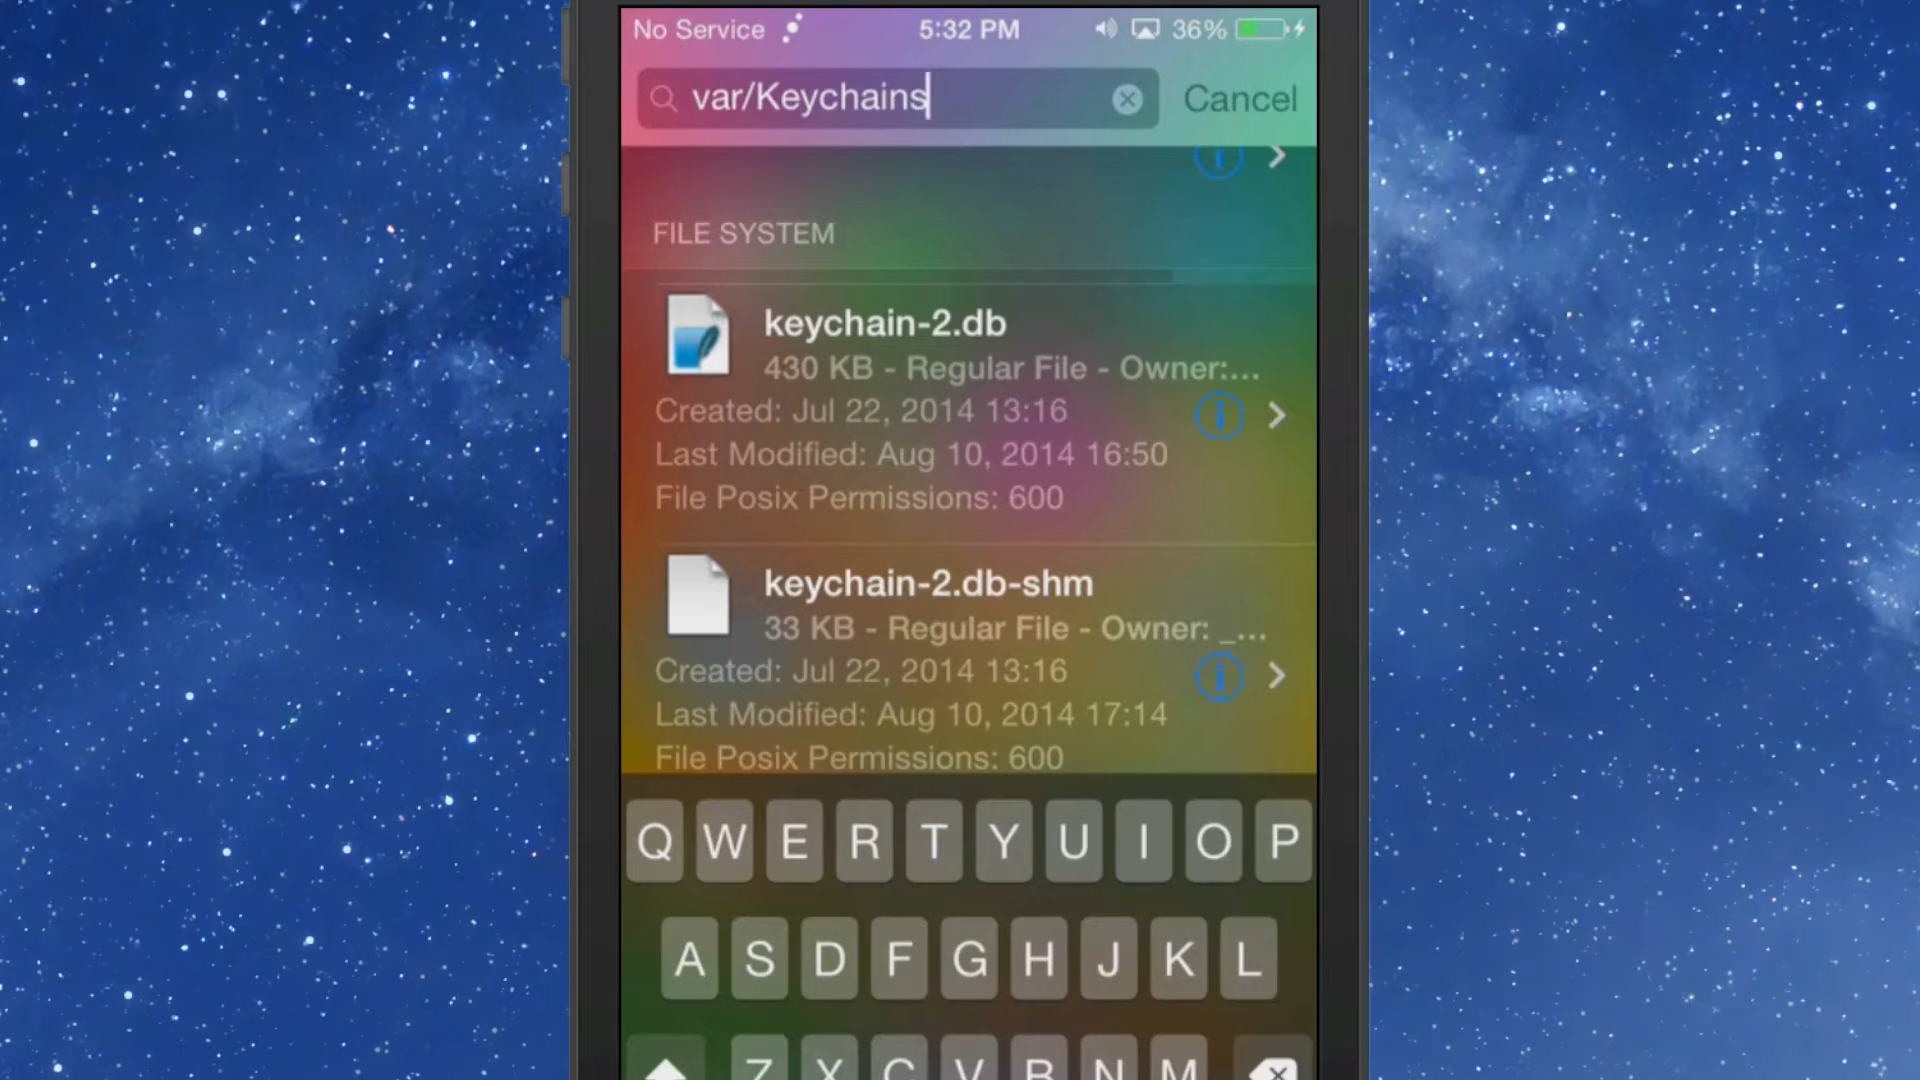 No Service 5:32 PM 36%
var/Keychains Cancel
FILE SYSTEM
keychain-2.db
430 KB - Regular File - Owner:...
Created: Jul 22, 2014 13:16
Last Modified: Aug 10, 2014 16:50
File Posix Permissions: 600
keychain-2.db-shm
33 KB - Regular File - Owner: _...
Created: Jul 22, 2014 13:16
Last Modified: Aug 10, 2014 17:14
File Posix Permissions: 600
Q W E R T Y U I O P
A S D F G H J K L
Z X C V B N M